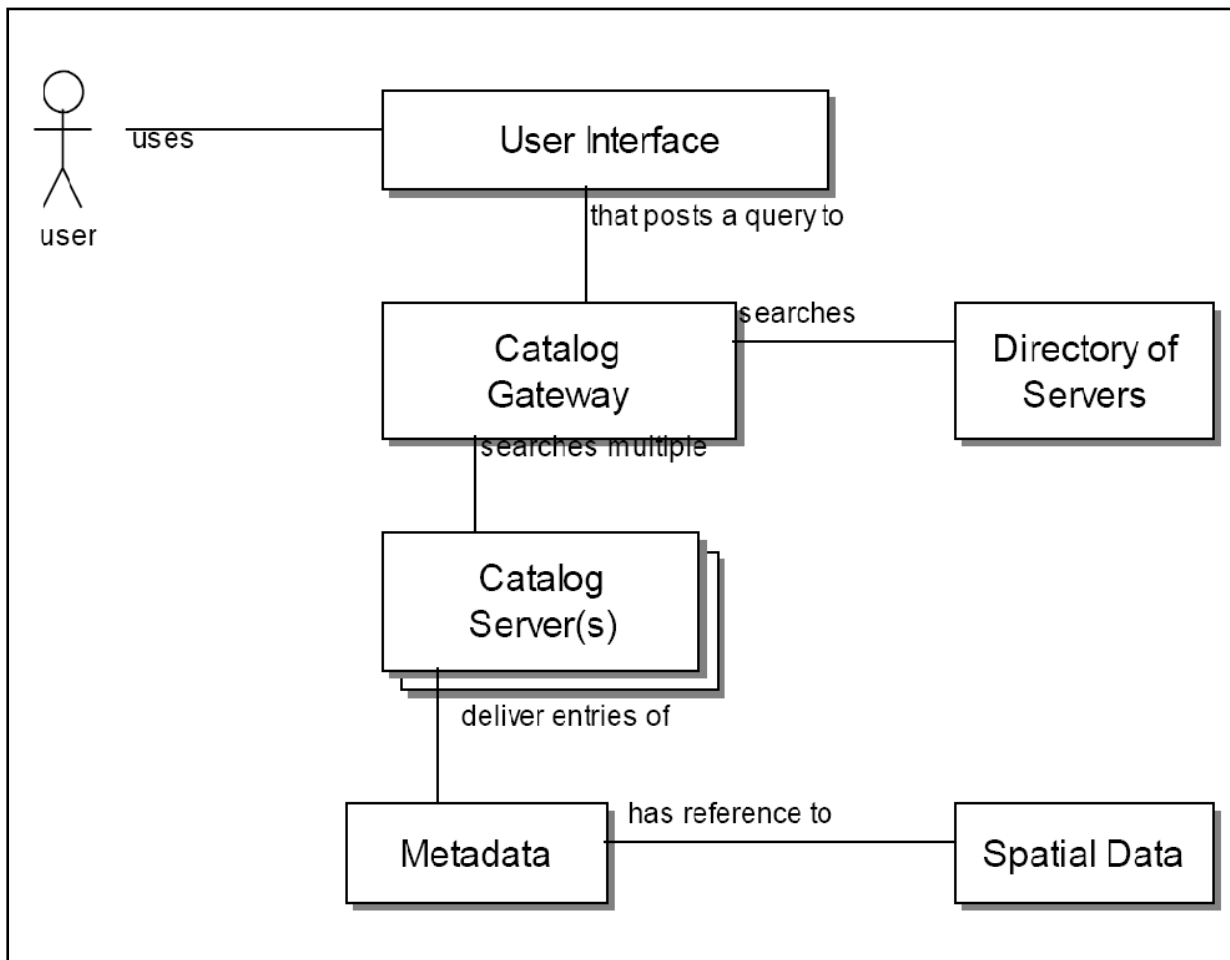 uses
User Interface
user
that posts a query to
searches
Catalog
Gateway
Directory of
Servers
searches multiple
Catalog
Server(s)
deliver entries of
has reference to
Metadata
Spatial Data